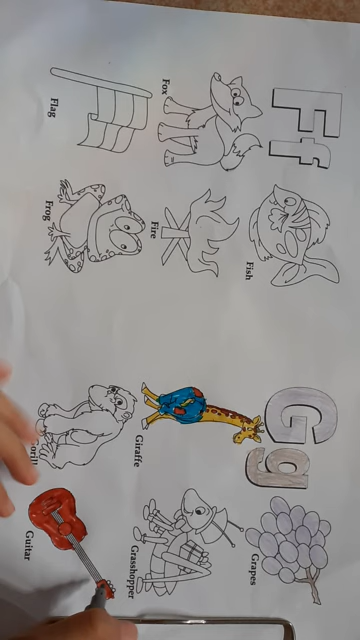 Ff
Fish
Fox
Fire
Flag
Frog
Gg
Grapes
Giraffe
Grasshopper
Guitar